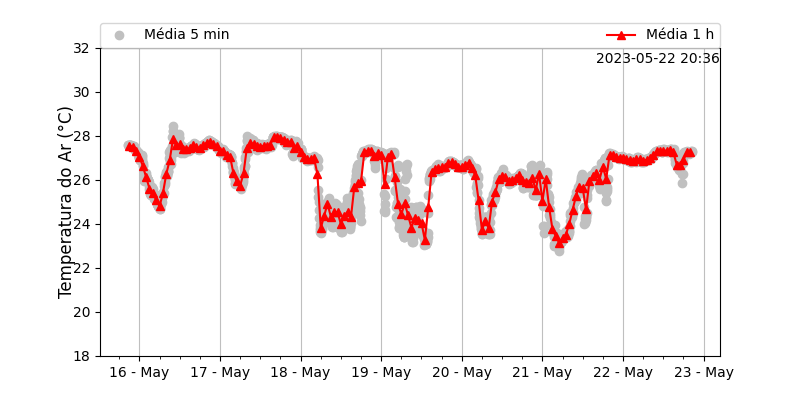 Média 5 min
Média 1 h
2023-05-22 20:36
Temperatura do Ar (°C)
32
30
28
26
24
22
20
18
16 - May
17 - May
18 - May
19 - May
20 - May
21 - May
22 - May
23 - May